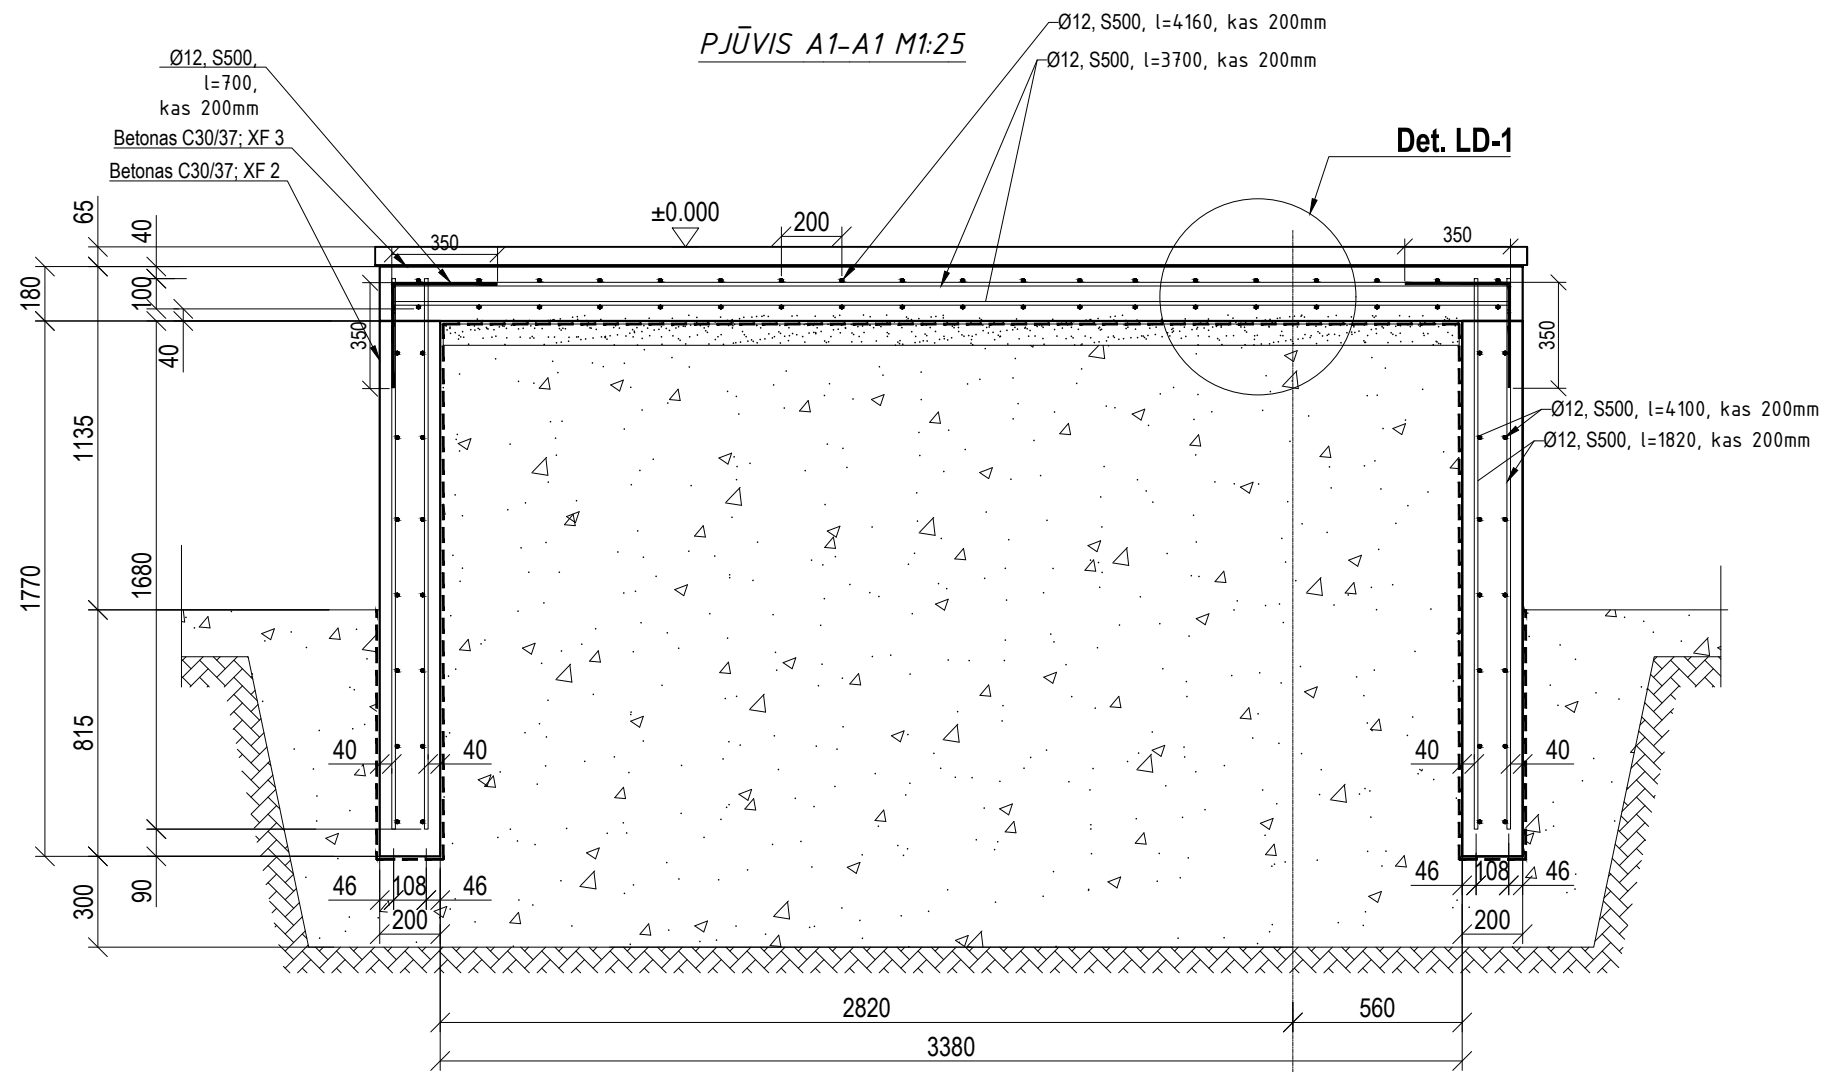 PJŪVIS A1-A1 M1:25
Ø12, S500,
l=700,
kas 200mm
Betonas C30/37; XF 3
Betonas C30/37; XF 2
Ø12, S500, l=4160, kas 200mm
Ø12, S500, l=3700, kas 200mm
Det. LD-1
±0.000
200
350
350
65
40
180
100
40
350
350
Ø12, S500, l=4100, kas 200mm
Ø12, S500, l=1820, kas 200mm
1135
1770
1680
815
40
40
40
40
300
90
46
108
46
200
46
108
46
200
2820
560
3380